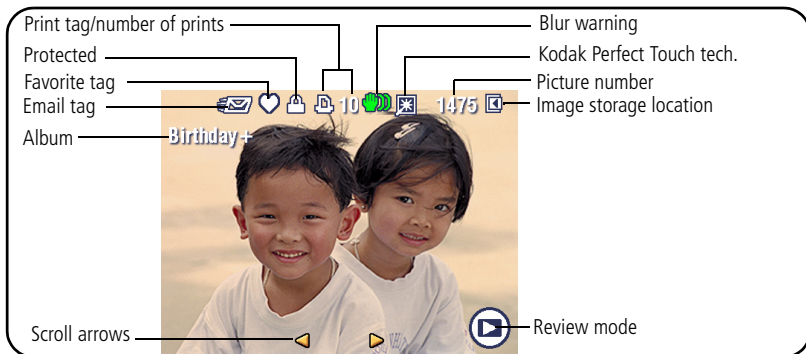 Print tag/number of prints
Protected
Favorite tag
Email tag
Album
Blur warning
Kodak Perfect Touch tech.
Picture number
Image storage location
10 1475
Birthday+
Scroll arrows
Review mode